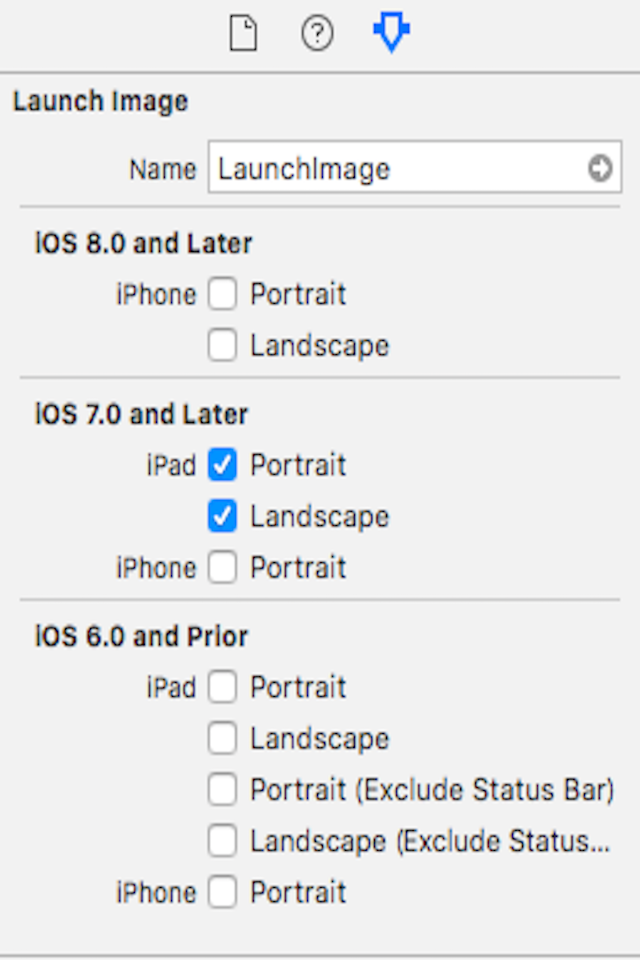 Launch Image
Name LaunchImage
iOS 8.0 and Later
iPhone Portrait
Landscape
iOS 7.0 and Later
iPad Portrait
Landscape
iPhone Portrait
iOS 6.0 and Prior
iPad Portrait
Landscape
Portrait (Exclude Status Bar)
Landscape (Exclude Status...
iPhone Portrait